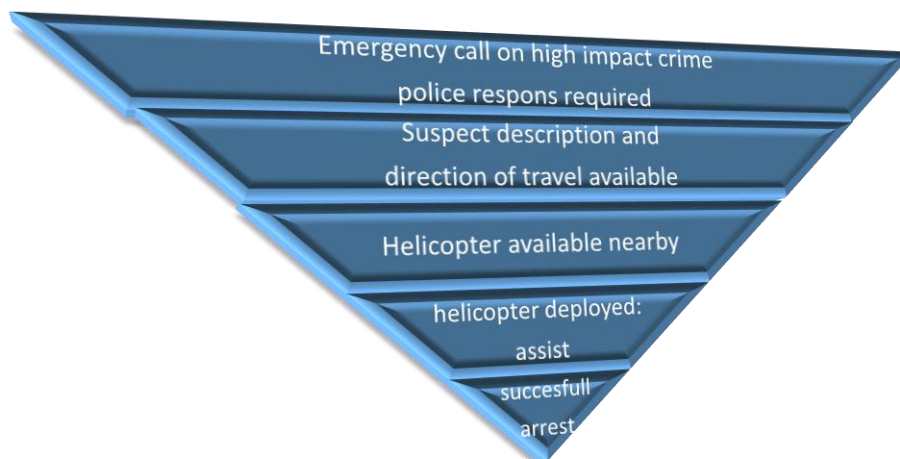 Emergency call on high impact crime
police respons required
Suspect description and
direction of travel available
Helicopter available nearby
helicopter deployed:
assist
succesfull
arrest